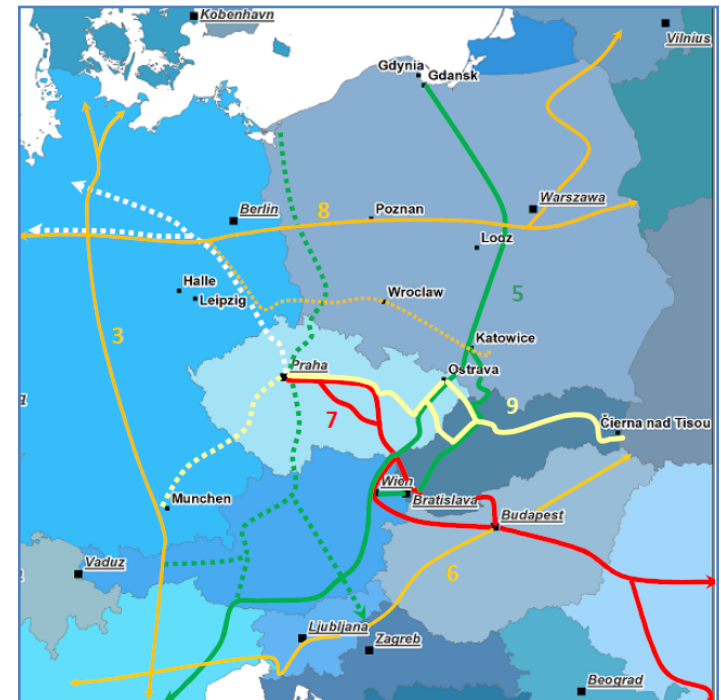 Kobenhavn
Vilnius
Gdynia
Gdansk
Berlin
8
Poznan
Warszawa
Lodz
Halle
Leipzig
Wroclaw
5
3
Katowice
Praha
Ostrava
7
9
Čierna nad Tisou
Wien
Bratislava
Munchen
Budapest
Vaduz
6
Ljubljana
Zagreb
Beograd